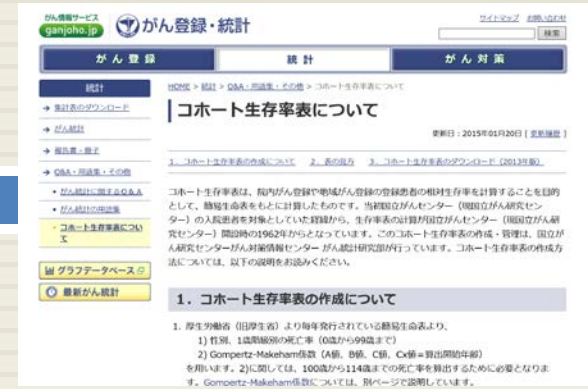 がん情報サービス
ganjoho.jp
がん登録・統計
サイトマップ お問い合わせ
検索
がん登録 統計 がん対策
統計
集計表のダウンロード
がん統計
報告書・冊子
Q&A・用語集・その他
がん統計に関するQ&A
がん統計の用語集
コホート生存率表につい
て
グラフデータベース
最新がん統計
HOME > 統計 > Q&A・用語集・その他 > コホート生存率表について
コホート生存率表について
更新日：2015年01月20日 [ 更新履歴 ]
1. コホート生存率表の作成について 2. 表の見方 3. コホート生存率表のダウンロード（2013年版）
コホート生存率表は、院内がん登録や地域がん登録の登録患者の相対生存率を計算することを目的
として、簡易生命表をもとに計算したものです。当初国立がんセンター（現国立がん研究セン
ター）の入院患者を対象としていた経緯から、生存率表の計算が国立がんセンター（現国立がん研
究センター）開設時の1962年からとなっています。このコホート生存率表の作成・管理は、国立が
ん研究センターがん対策情報センター がん統計研究部が行っています。コホート生存率表の作成方
法については、以下の説明をお読みください。
1. コホート生存率表の作成について
1. 厚生労働省（旧厚生省）より毎年発行されている簡易生命表より、
1) 性別、1歳階級別の死亡率（0歳から99歳まで）
2) Gompertz-Makeham係数（A値、B値、C値、Cx値＝算出開始年齢）
を用います。2)に関しては、100歳から114歳までの死亡率を算出するために必要となりま
す。Gompertz-Makeham係数については、別ページで説明しています。